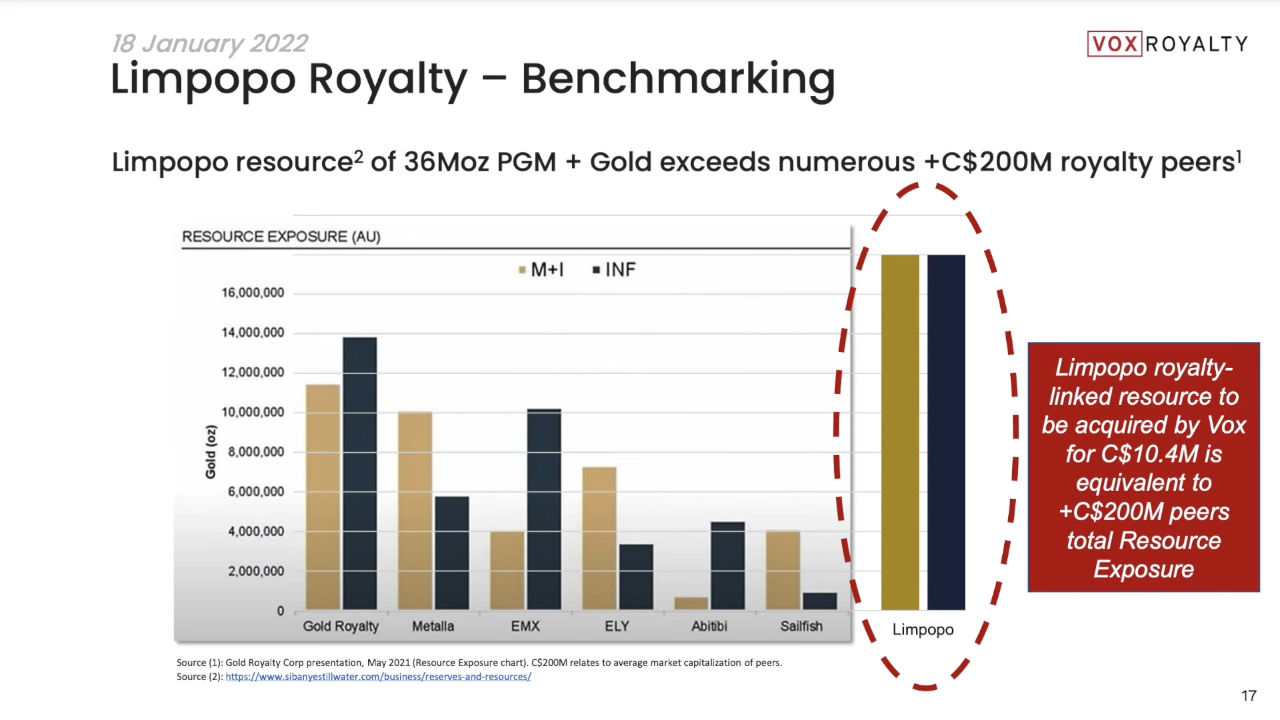 18 January 2022
VOX ROYALTY
Limpopo Royalty – Benchmarking
Limpopo resource² of 36Moz PGM + Gold exceeds numerous +C$200M royalty peers¹
RESOURCE EXPOSURE (AU)
M+I INF
16,000,000
14,000,000
12,000,000
10,000,000
8,000,000
6,000,000
4,000,000
2,000,000
0
Gold (oz)
Gold Royalty Metalla EMX ELY Abitibi Sailfish
Limpopo
Limpopo royalty-
linked resource to
be acquired by Vox
for C$10.4M is
equivalent to
+C$200M peers
total Resource
Exposure
Source (1): Gold Royalty Corp presentation, May 2021 (Resource Exposure chart). C$200M relates to average market capitalization of peers.
Source (2): https://www.sibanyestillwater.com/business/reserves-and-resources/
17